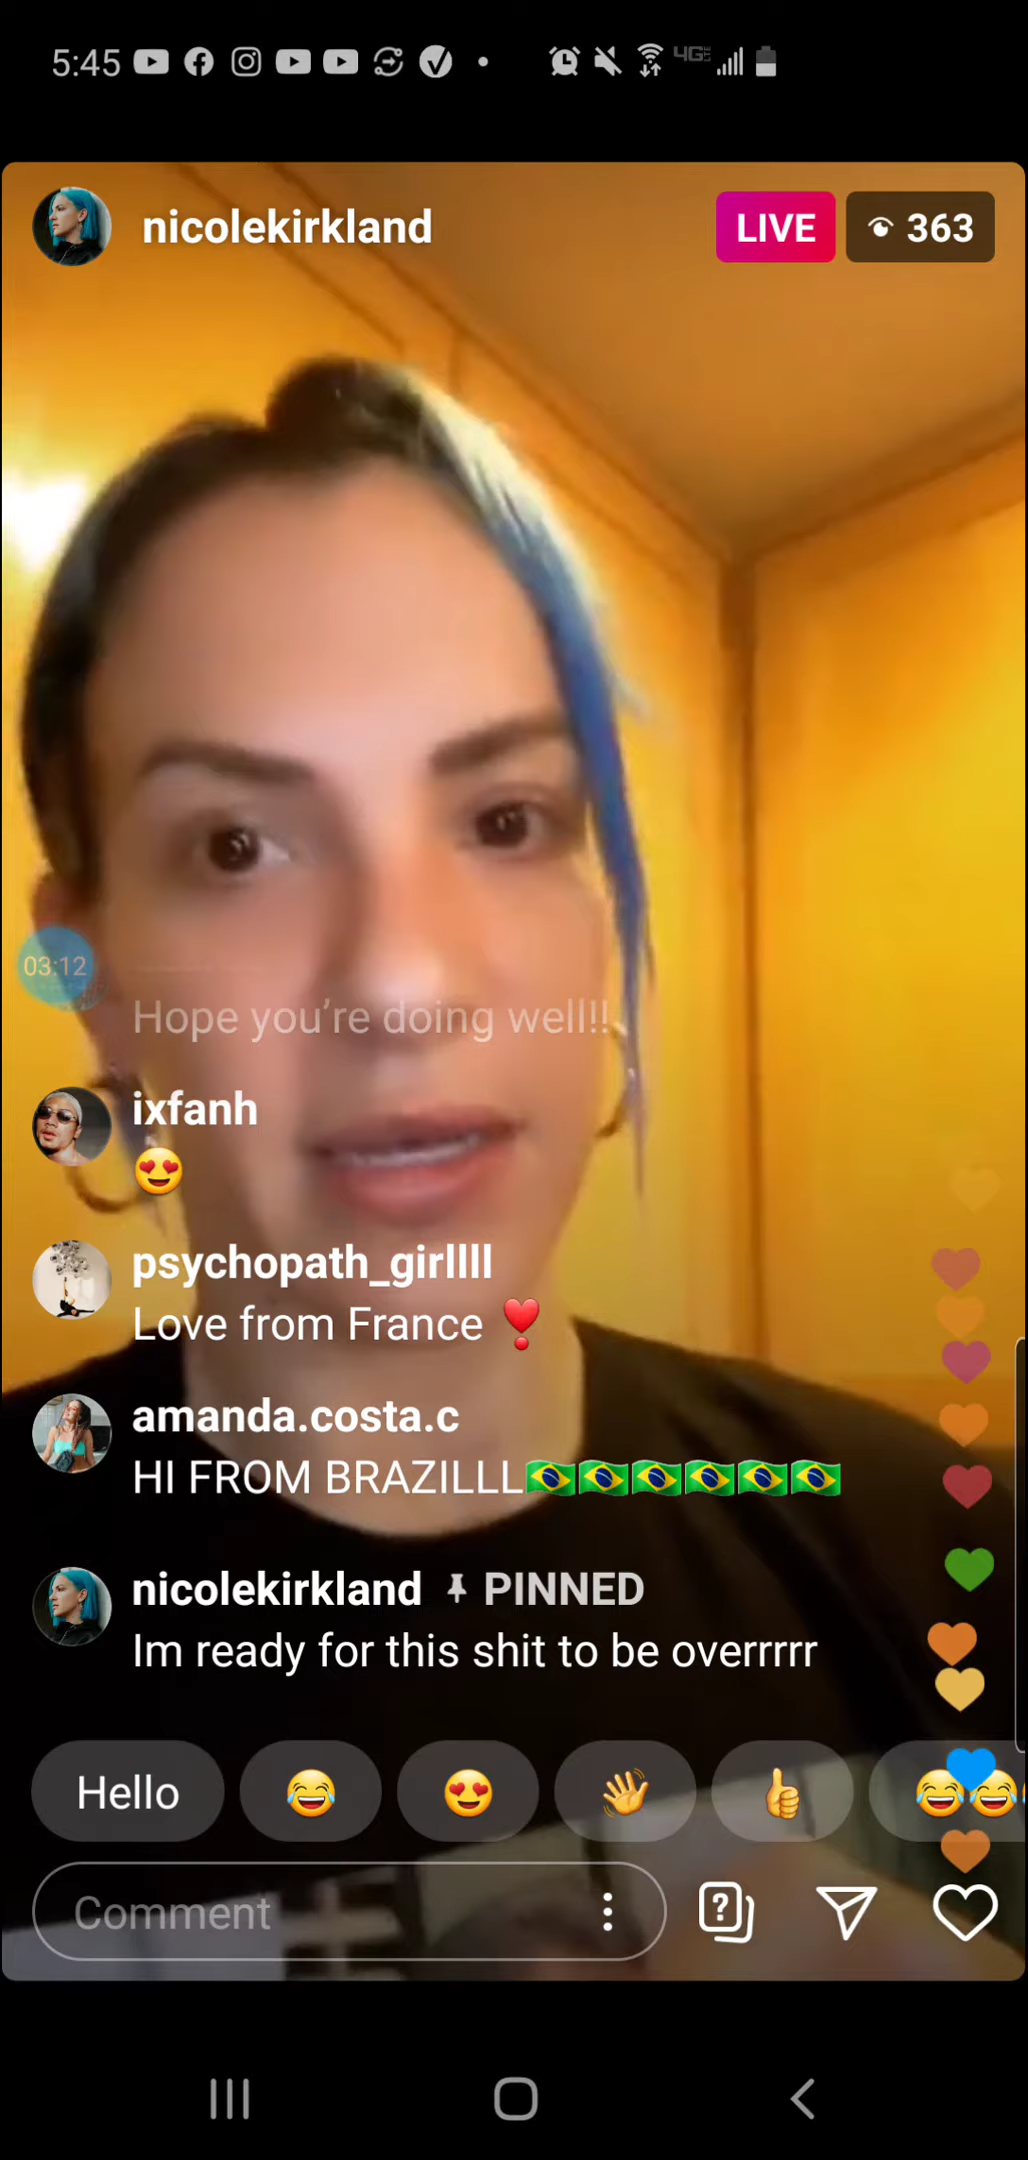 5:45
4GE
nicolekirkland
LIVE
363
03:12
Hope you’re doing well!!
ixfanh
😍
psychopath_girllll
Love from France ❣️
amanda.costa.c
HI FROM BRAZILLL🇧🇷🇧🇷🇧🇷🇧🇷🇧🇷🇧🇷
nicolekirkland PINNED
Im ready for this shit to be overrrrr
Hello 😂 😍 👋 👍 😂😂
Comment